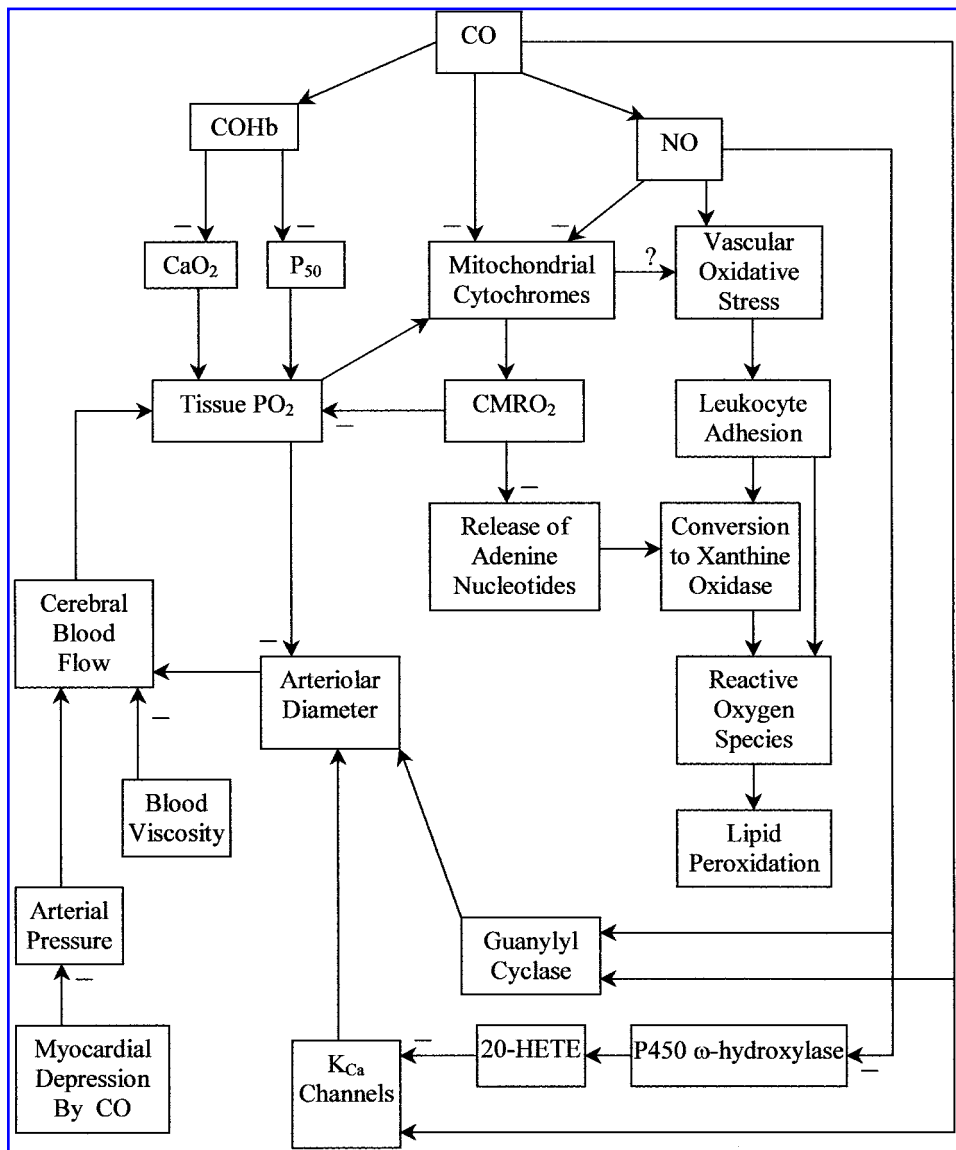 CO
COHb
NO
–
–
–
–
CaO₂
P₅₀
Mitochondrial
Cytochromes
?
Vascular
Oxidative
Stress
Tissue PO₂
–
CMRO₂
Leukocyte
Adhesion
–
Release of
Adenine
Nucleotides
Conversion
to Xanthine
Oxidase
Cerebral
Blood
Flow
–
–
Arteriolar
Diameter
Reactive
Oxygen
Species
Blood
Viscosity
Lipid
Peroxidation
Arterial
Pressure
–
Guanylyl
Cyclase
Myocardial
Depression
By CO
K_Ca
Channels
–
20-HETE
P450 ω-hydroxylase
–